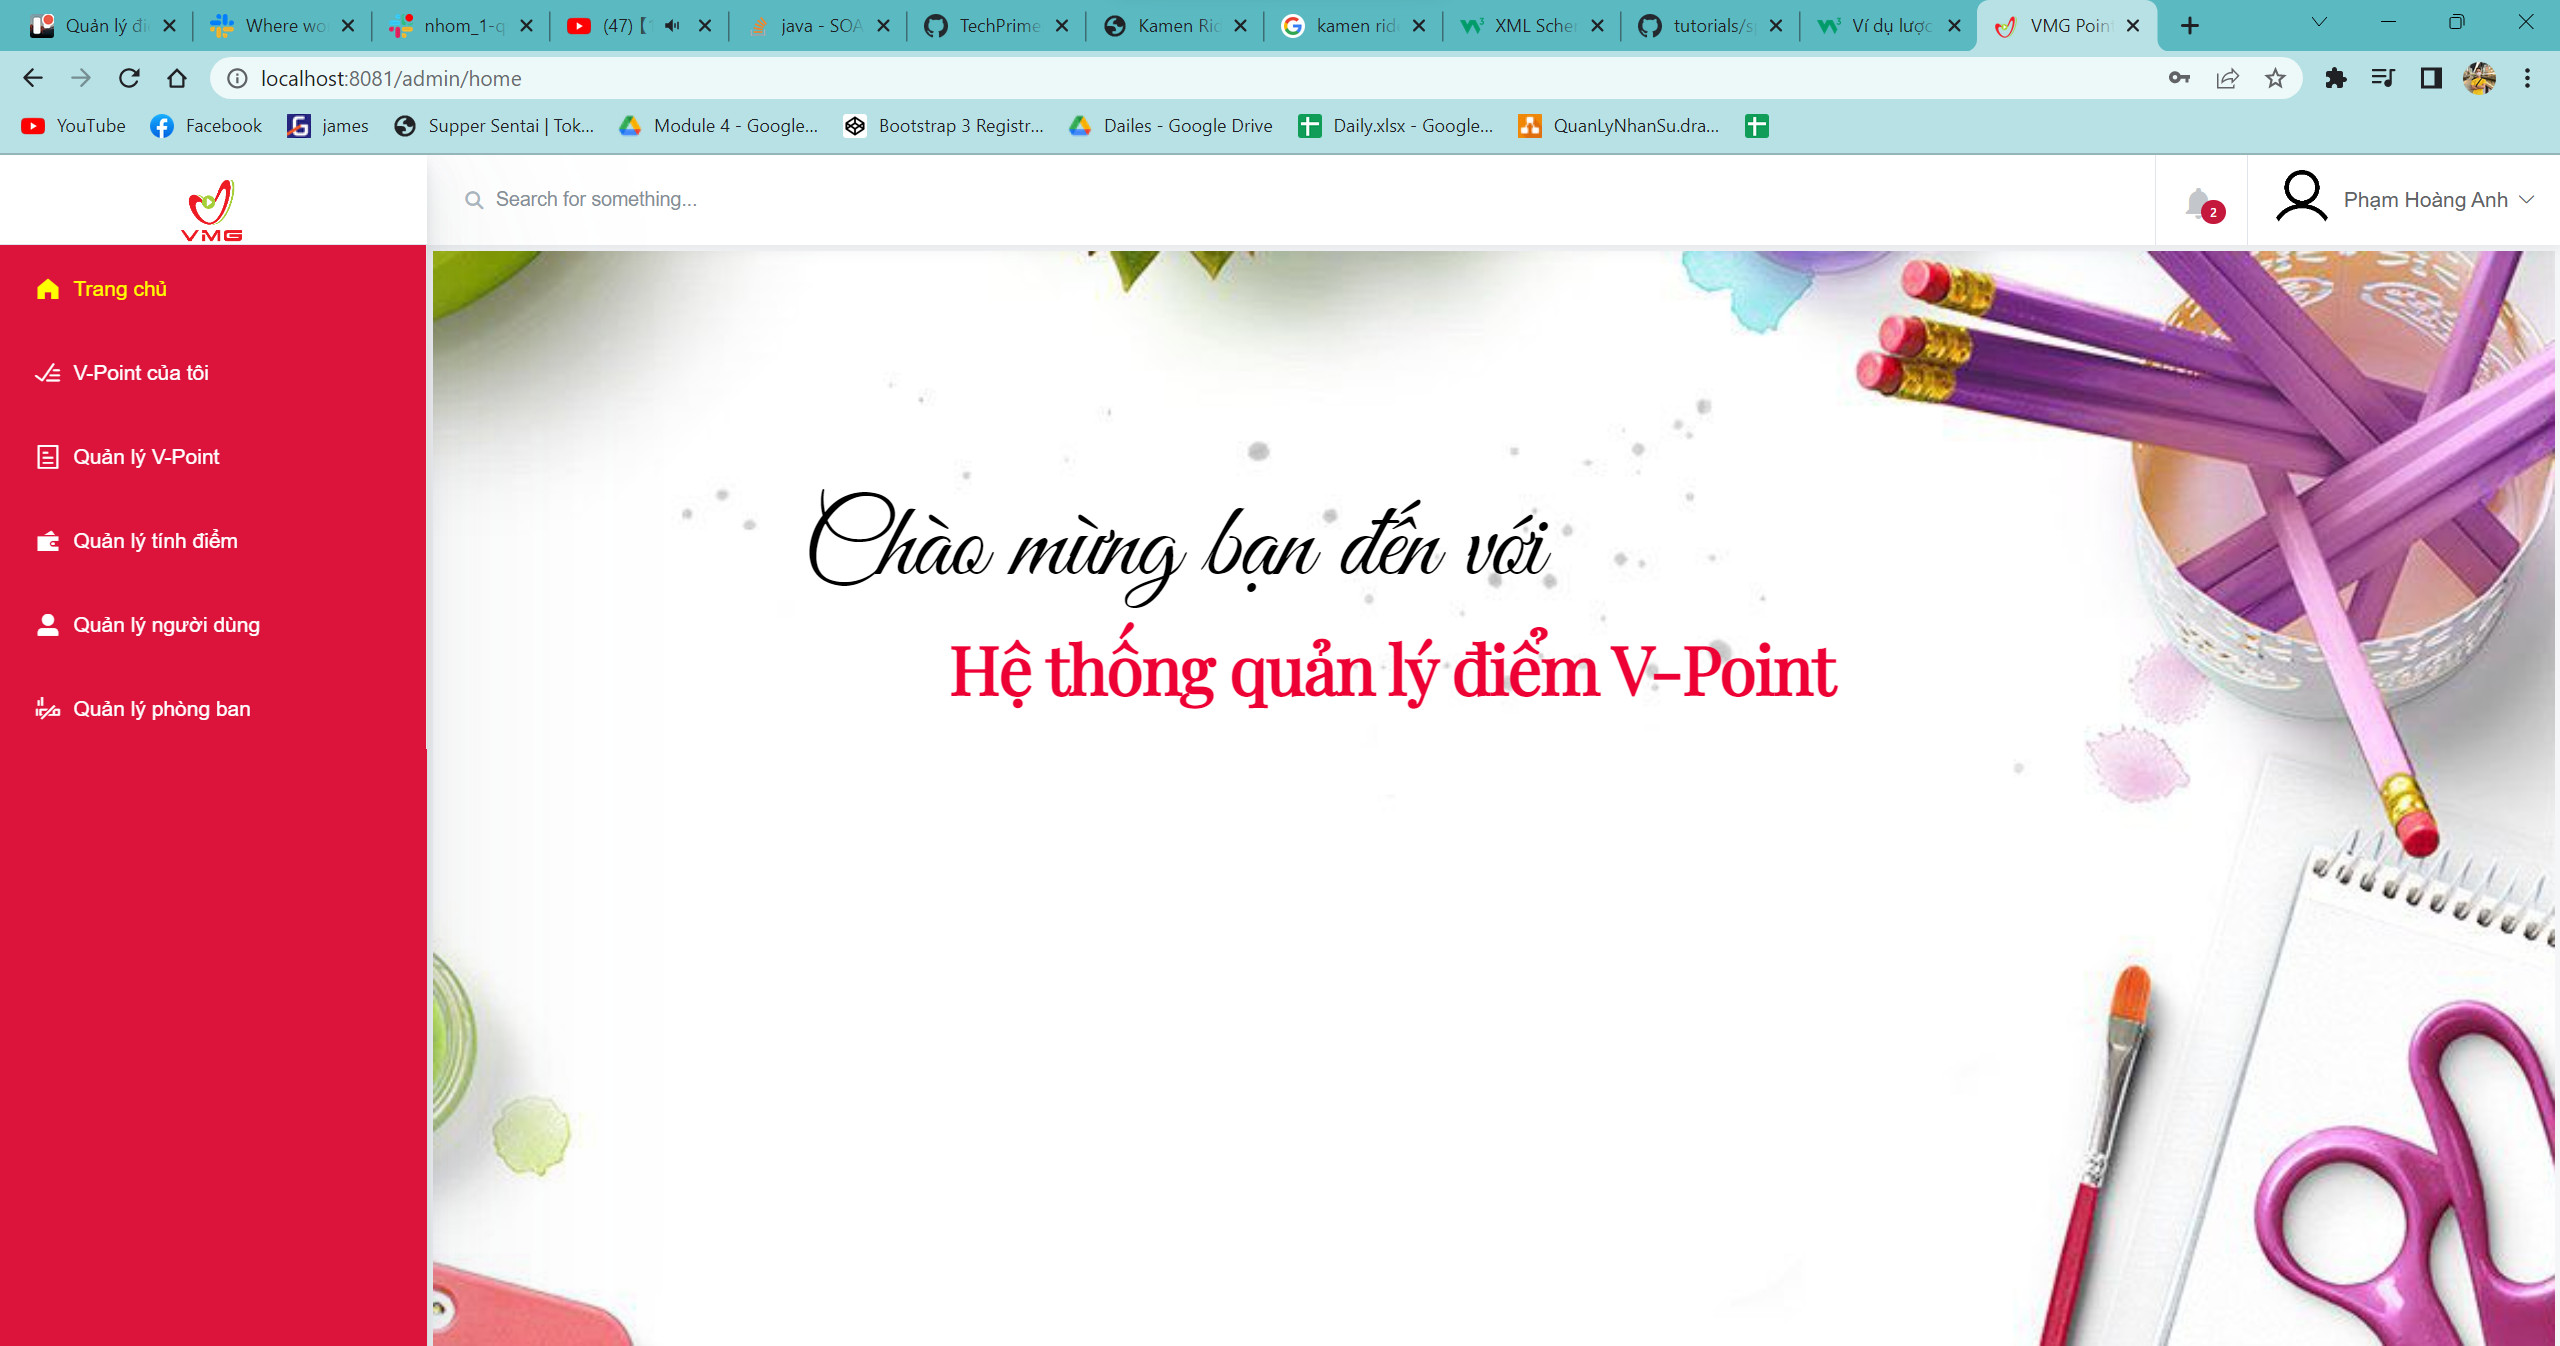 Quản lý đi
Where wo
nhom_1-q
(47)
java - SOA
TechPrime
Kamen Ri
kamen rid
XML Sche
tutorials/s
Ví dụ lược
VMG Poin
localhost:8081/admin/home
YouTube
Facebook
james
Supper Sentai | Tok...
Module 4 - Google...
Bootstrap 3 Registr...
Dailes - Google Drive
Daily.xlsx - Google...
QuanLyNhanSu.dra...
VMG
Search for something...
2
Phạm Hoàng Anh
Trang chủ
V-Point của tôi
Quản lý V-Point
Quản lý tính điểm
Quản lý người dùng
Quản lý phòng ban
Chào mừng bạn đến với
Hệ thống quản lý điểm V-Point